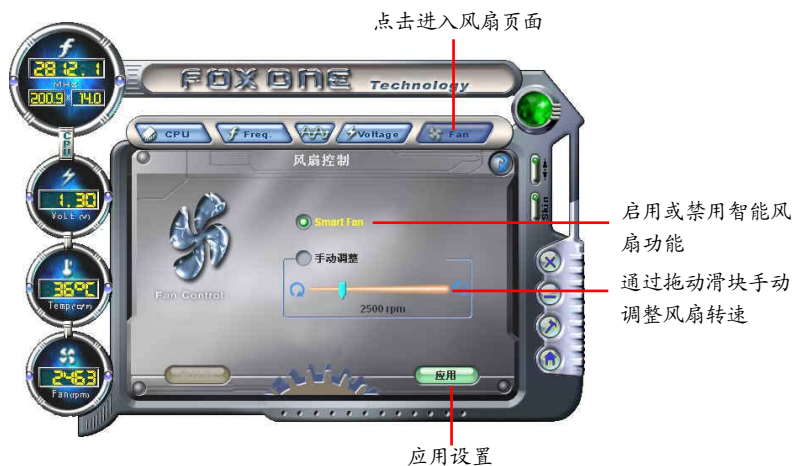 点击进入风扇页面
2812.1
MHz
200.9 14.0
FOX ONE Technology
CPU
CPU
Freq.
Voltage
Fan
风扇控制
1.30
Volt.(v)
Skin
Smart Fan
启用或禁用智能风
扇功能
手动调整
Fan Control
2500 rpm
通过拖动滑块手动
调整风扇转速
36℃
Temp(c/f)
2463
Fan(rpm)
应用
应用设置